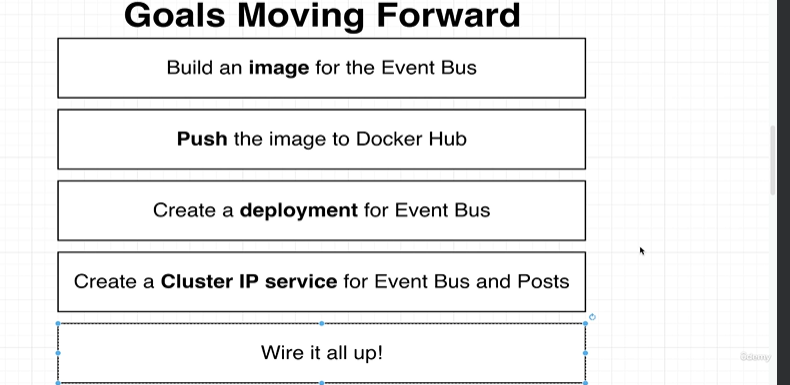 Goals Moving Forward
Build an image for the Event Bus
Push the image to Docker Hub
Create a deployment for Event Bus
Create a Cluster IP service for Event Bus and Posts
Wire it all up!
Udemy